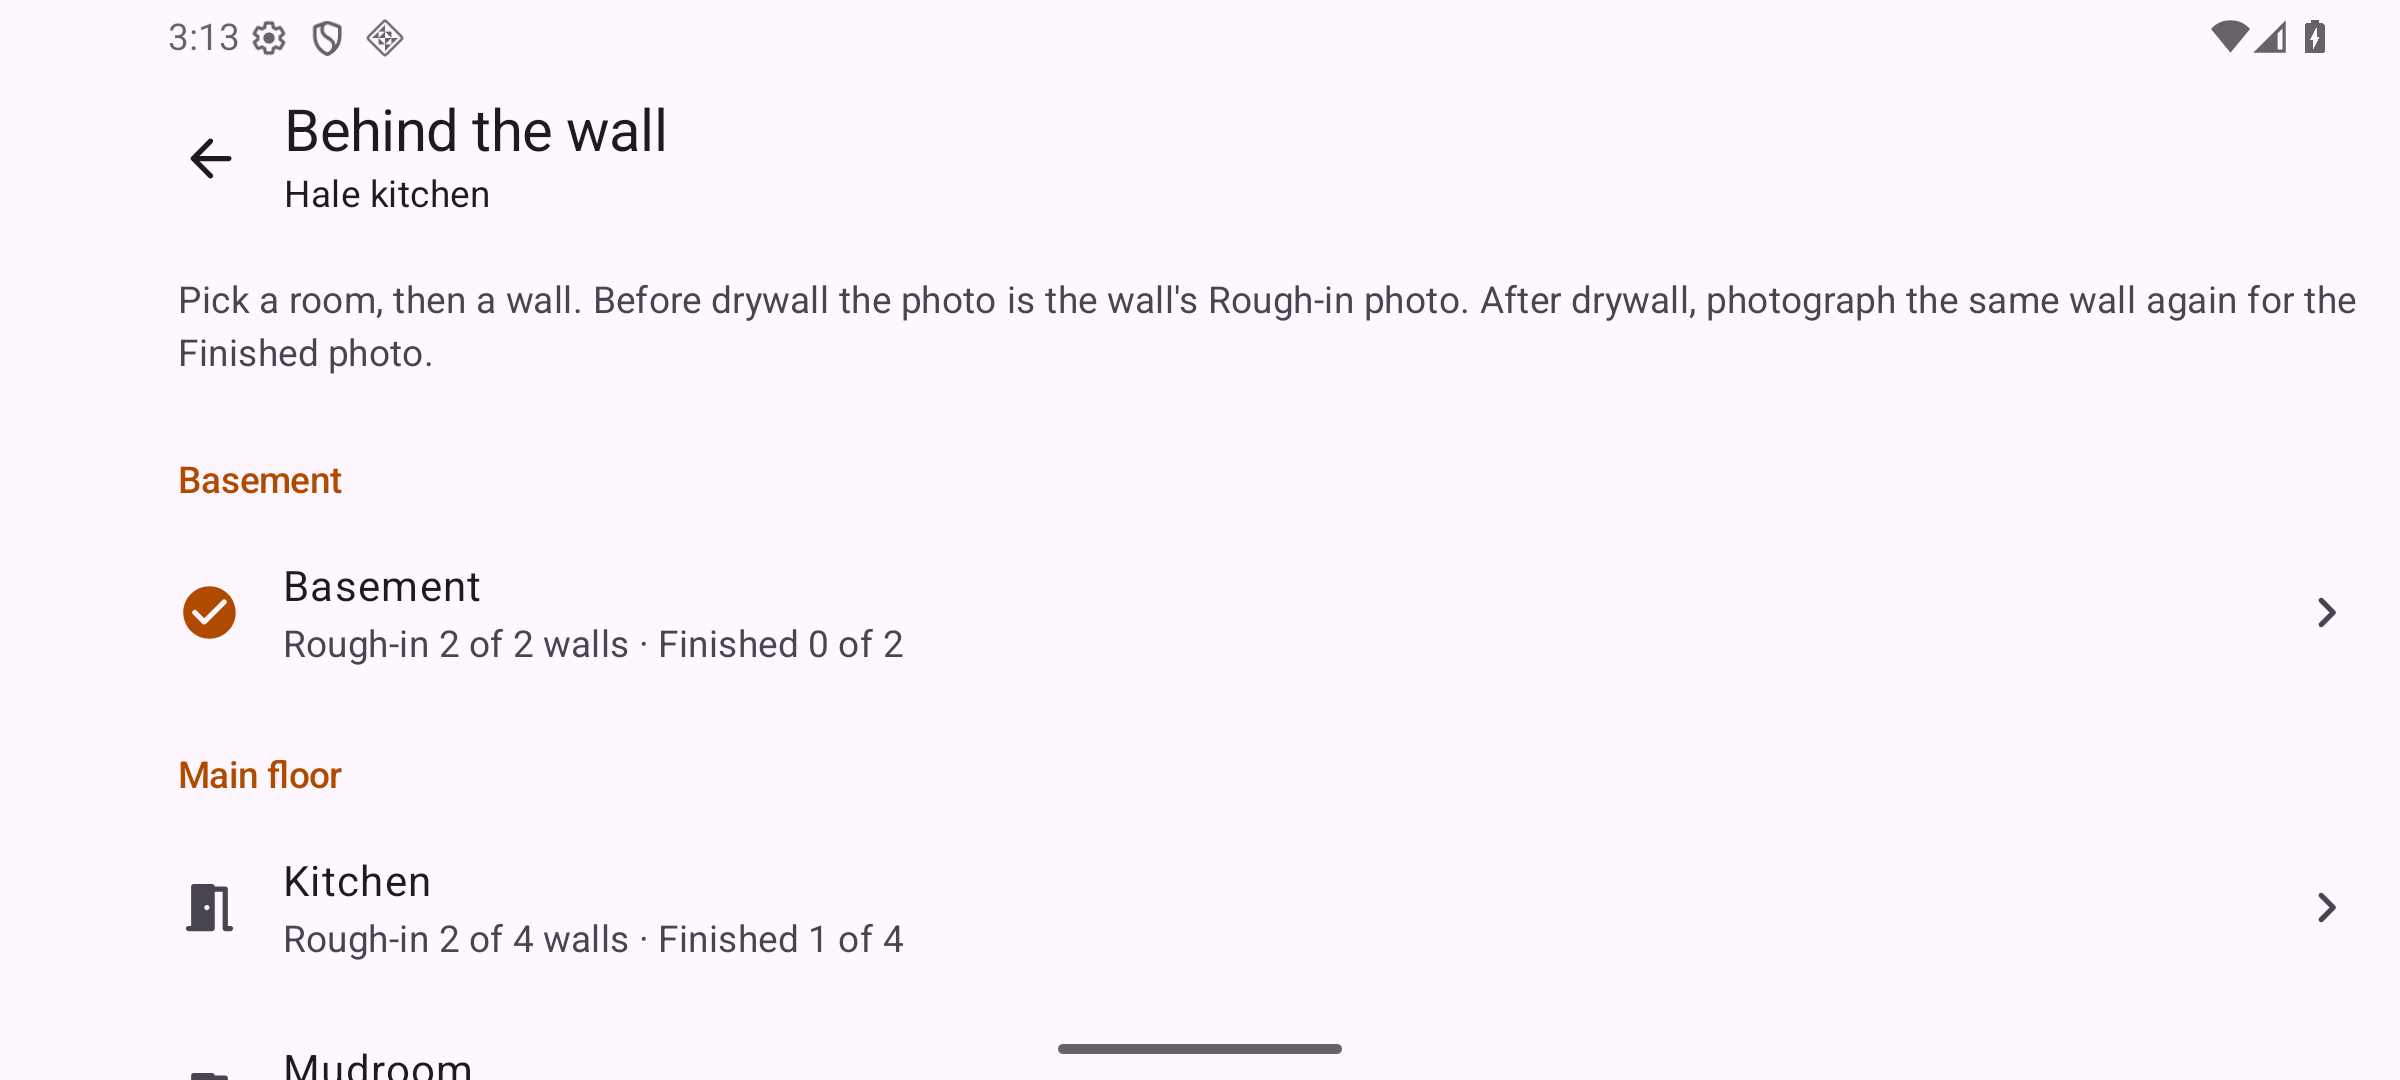 3:13
Behind the wall
Hale kitchen
Pick a room, then a wall. Before drywall the photo is the wall's Rough-in photo. After drywall, photograph the same wall again for the
Finished photo.
Basement
Basement
Rough-in 2 of 2 walls · Finished 0 of 2
Main floor
Kitchen
Rough-in 2 of 4 walls · Finished 1 of 4
Mudroom